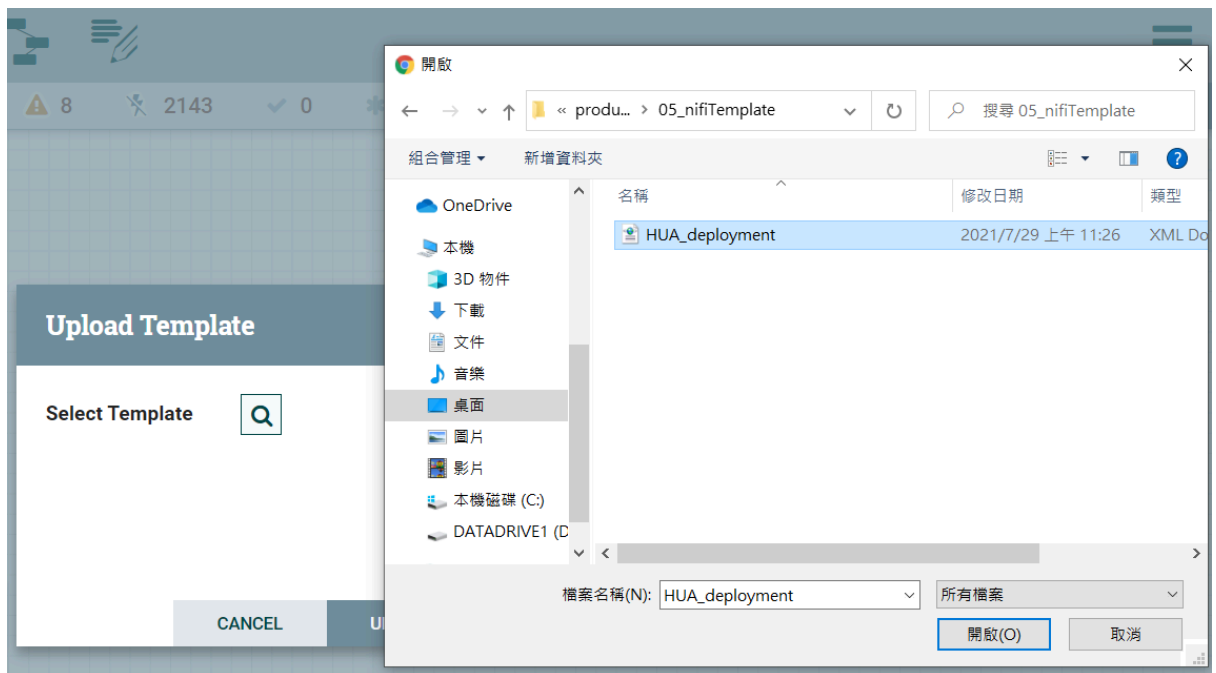 開啟
8 2143 0
« produ... › 05_nifiTemplate
搜尋 05_nifiTemplate
組合管理 新增資料夾
名稱 修改日期 類型
OneDrive
HUA_deployment 2021/7/29 上午 11:26 XML Do
本機
3D 物件
下載
文件
音樂
桌面
圖片
影片
本機磁碟 (C:)
DATADRIVE1 (D
Upload Template
Select Template
CANCEL
檔案名稱(N): HUA_deployment 所有檔案
開啟(O) 取消